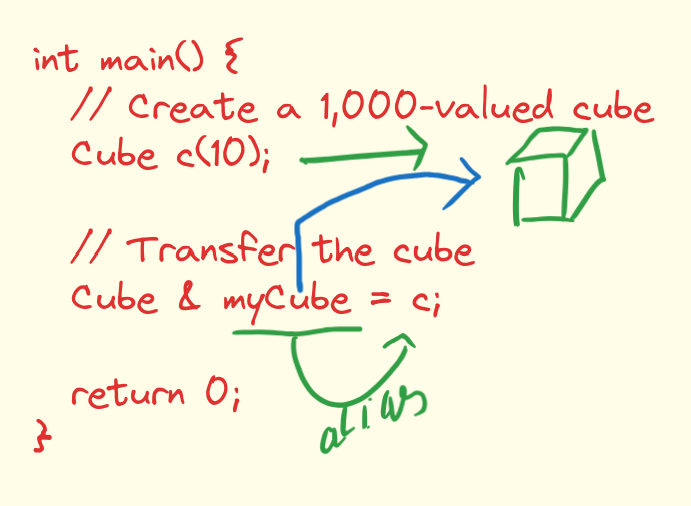 int main() {
// Create a 1,000-valued cube
Cube c(10);
// Transfer the cube
Cube & myCube = c;
alias
return 0;
}